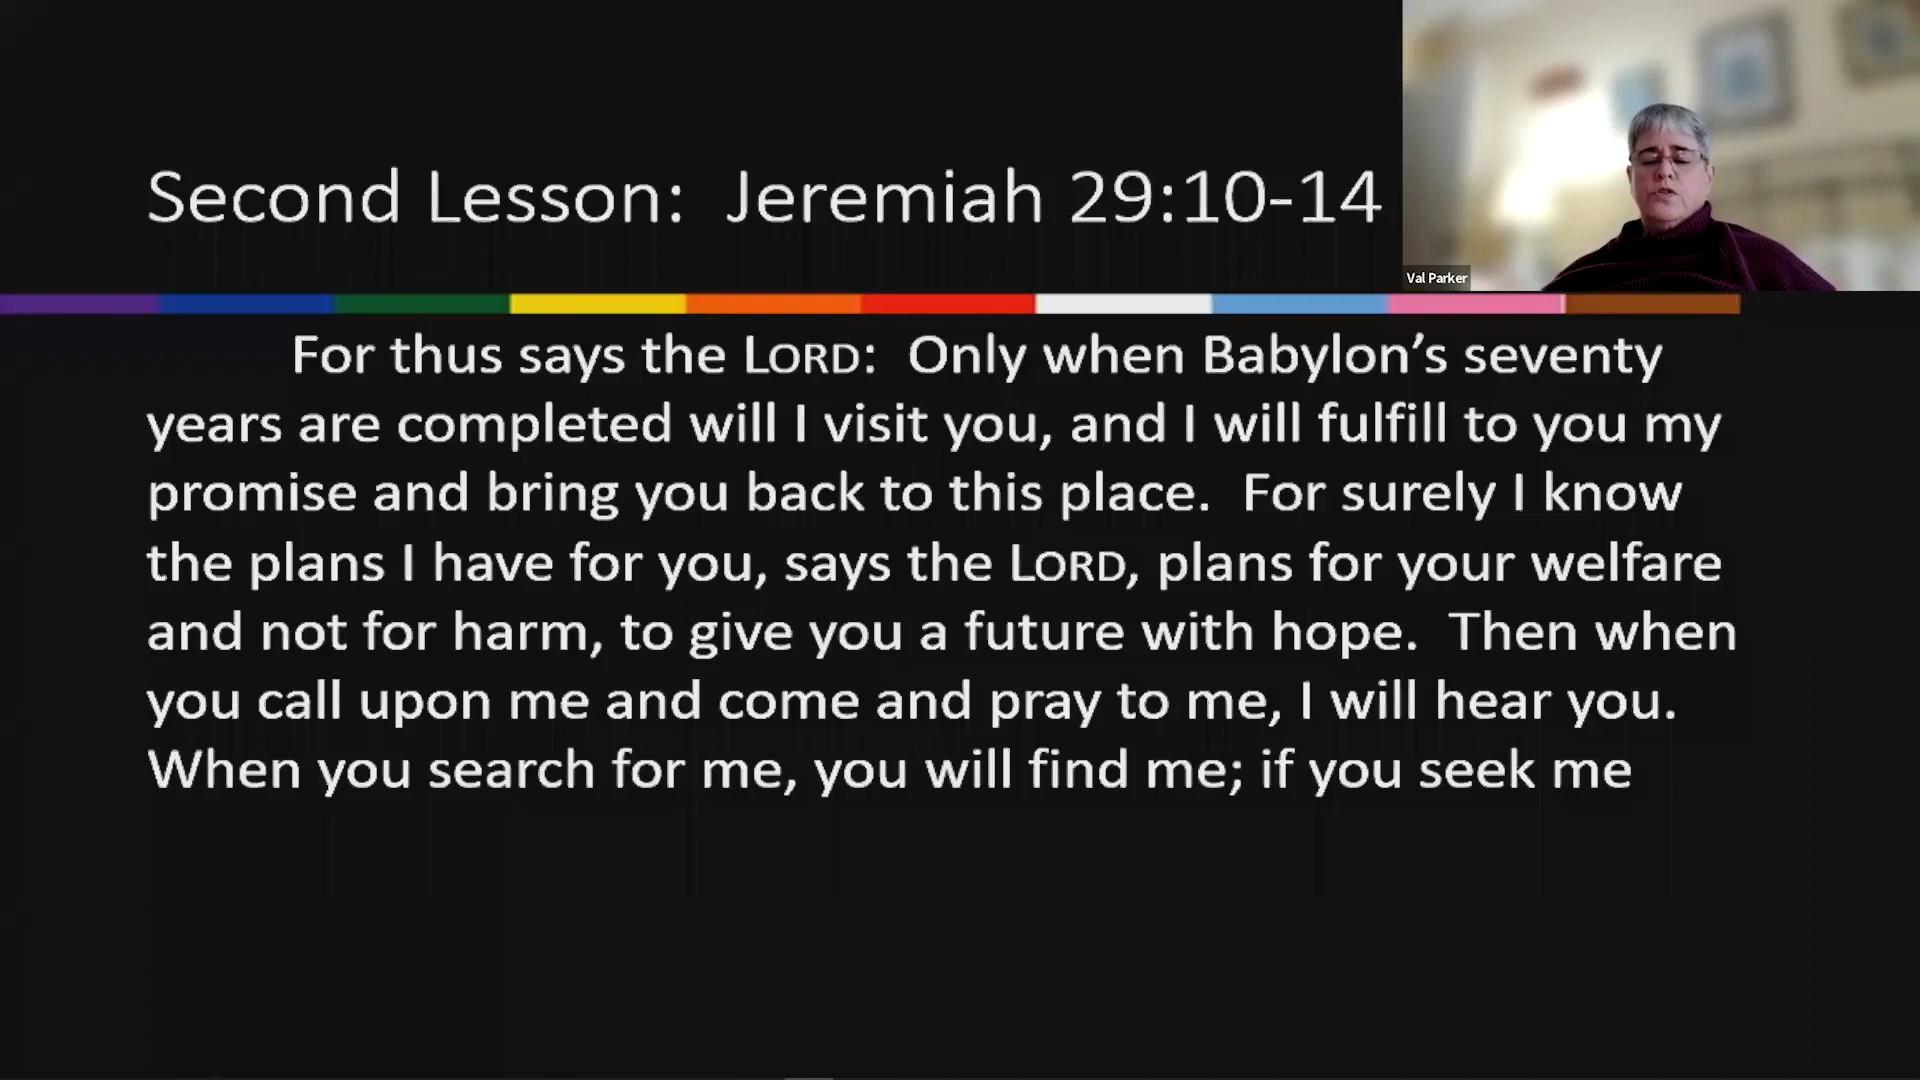 Second Lesson:  Jeremiah 29:10-14
Val Parker
For thus says the LORD:  Only when Babylon’s seventy
years are completed will I visit you, and I will fulfill to you my
promise and bring you back to this place.  For surely I know
the plans I have for you, says the LORD, plans for your welfare
and not for harm, to give you a future with hope.  Then when
you call upon me and come and pray to me, I will hear you.
When you search for me, you will find me; if you seek me